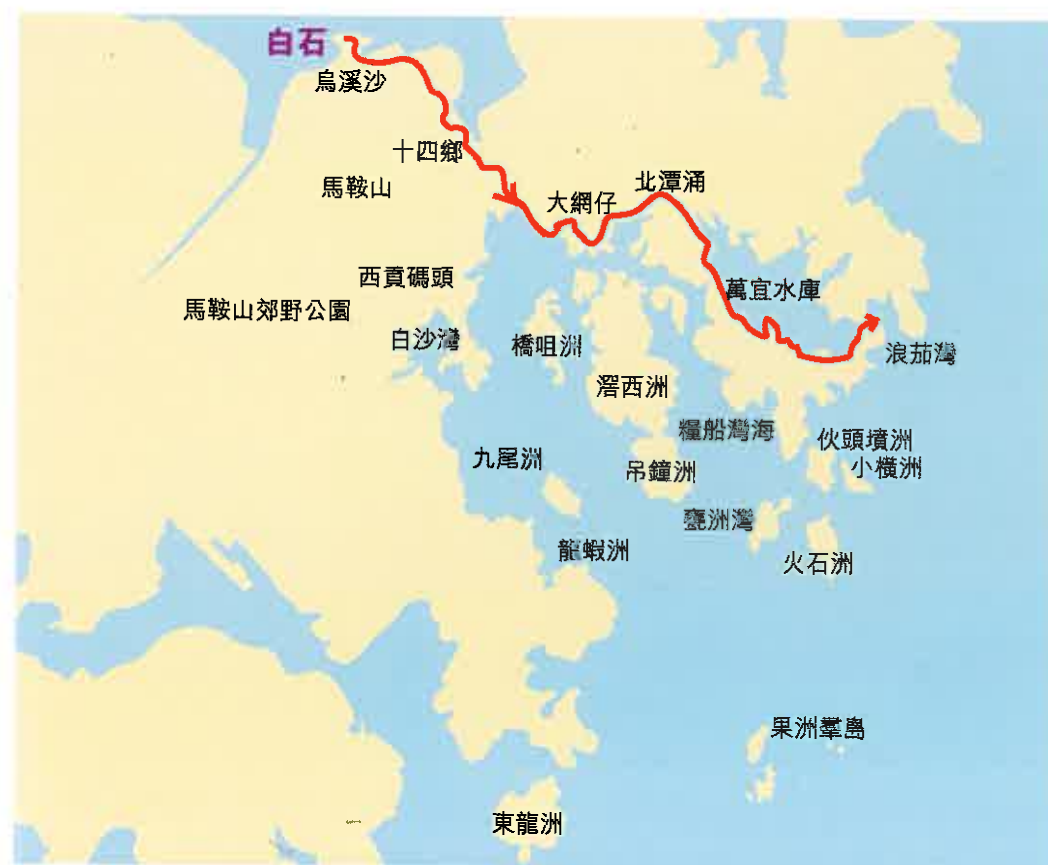 白石
烏溪沙
十四鄉
馬鞍山
大網仔
北潭涌
西貢碼頭
萬宜水庫
馬鞍山郊野公園
白沙灣
橋咀洲
浪茄灣
滘西洲
糧船灣海
伙頭墳洲
九尾洲
吊鐘洲
小橫洲
甕洲灣
龍蝦洲
火石洲
果洲羣島
東龍洲